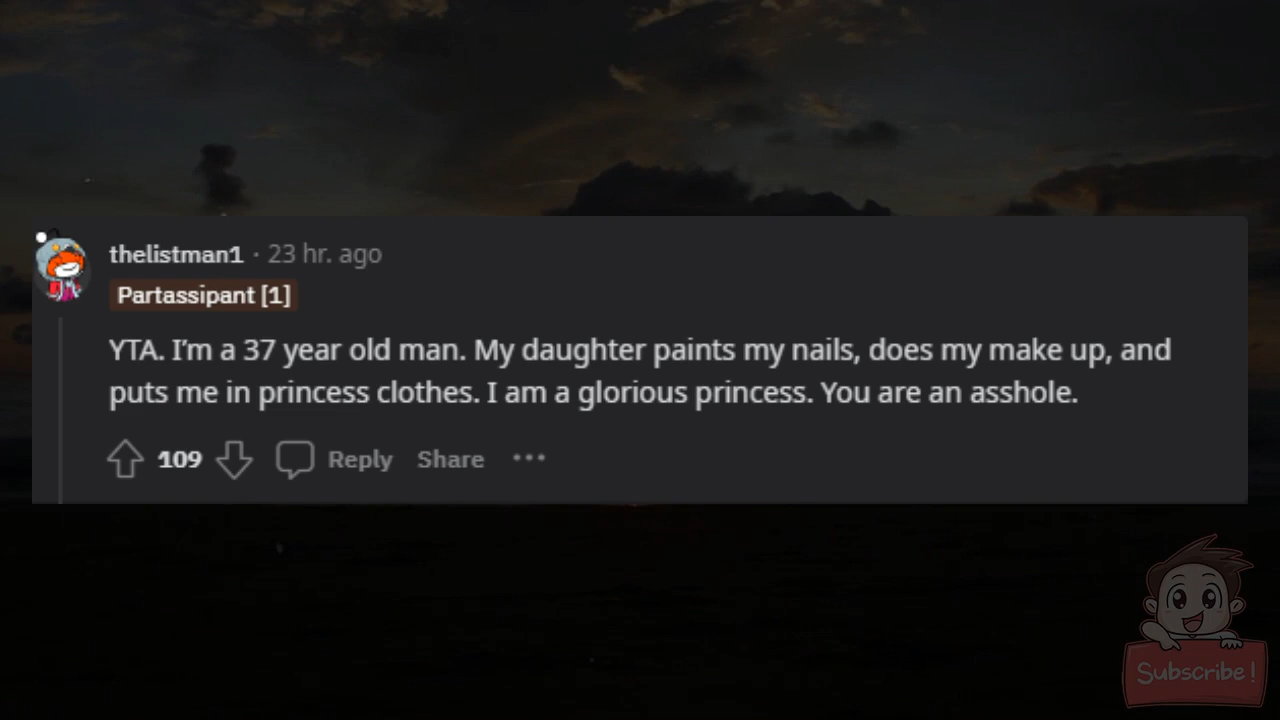 thelistman1 · 23 hr. ago
Partassipant [1]
YTA. I'm a 37 year old man. My daughter paints my nails, does my make up, and
puts me in princess clothes. I am a glorious princess. You are an asshole.
109 Reply Share ···
Subscribe!